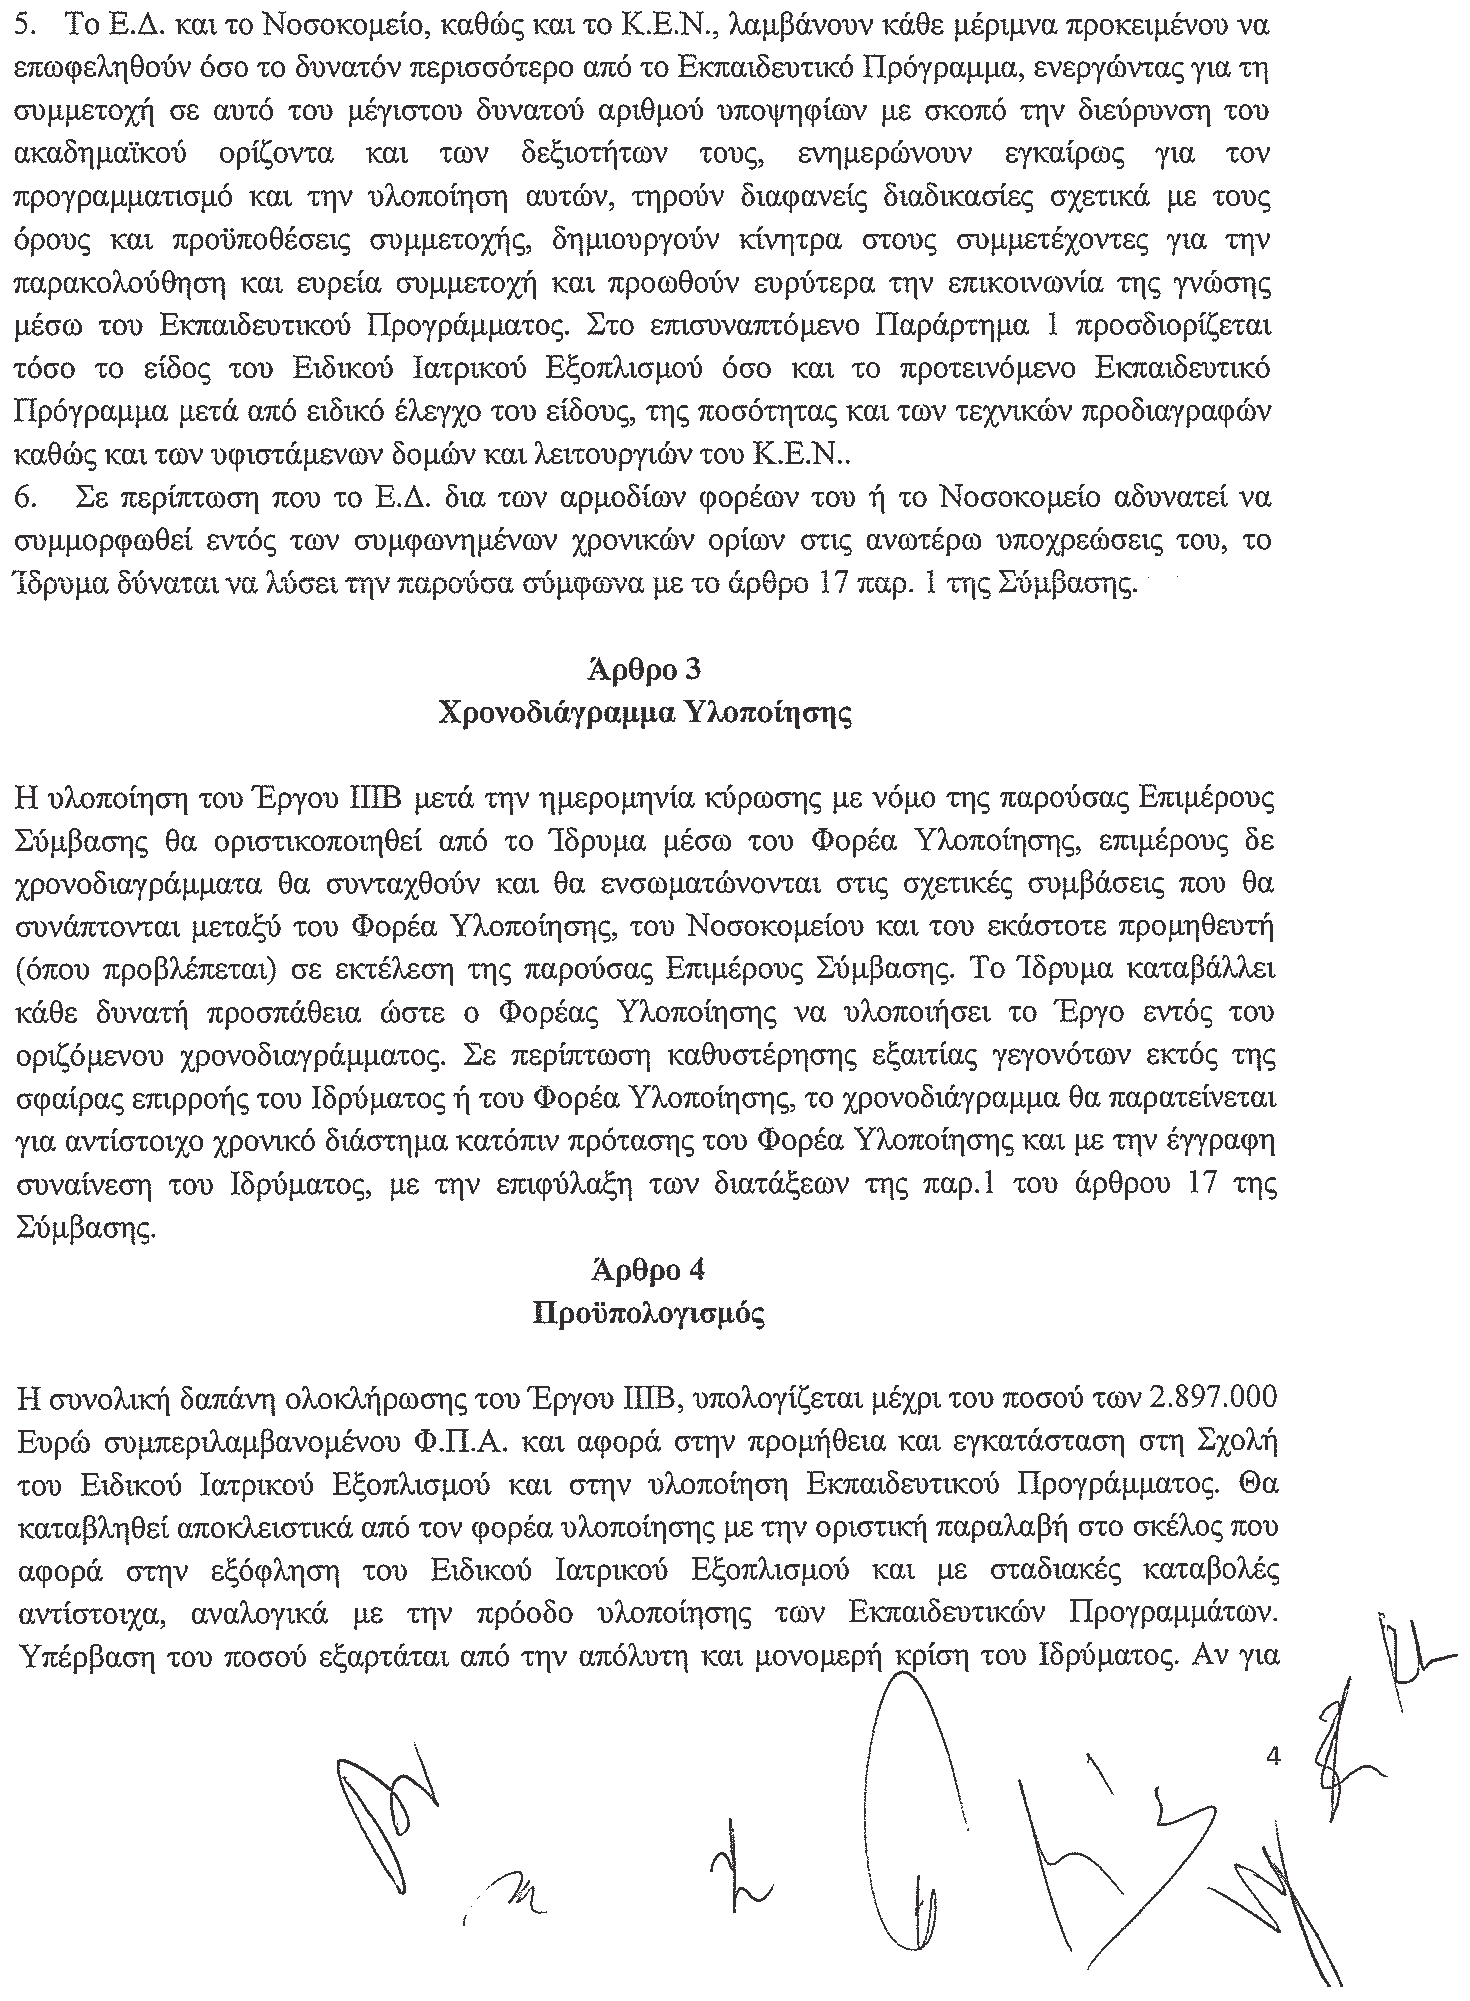 5. Το Ε.Δ. και το Νοσοκομείο, καθώς και το Κ.Ε.Ν., λαμβάνουν κάθε μέριμνα προκειμένου να
επωφεληθούν όσο το δυνατόν περισσότερο από το Εκπαιδευτικό Πρόγραμμα, ενεργώντας για τη
συμμετοχή σε αυτό του μέγιστου δυνατού αριθμού υποψηφίων με σκοπό την διεύρυνση του
ακαδημαϊκού ορίζοντα και των δεξιοτήτων τους, ενημερώνουν εγκαίρως για τον
προγραμματισμό και την υλοποίηση αυτών, τηρούν διαφανείς διαδικασίες σχετικά με τους
όρους και προϋποθέσεις συμμετοχής, δημιουργούν κίνητρα στους συμμετέχοντες για την
παρακολούθηση και ευρεία συμμετοχή και προωθούν ευρύτερα την επικοινωνία της γνώσης
μέσω του Εκπαιδευτικού Προγράμματος. Στο επισυναπτόμενο Παράρτημα 1 προσδιορίζεται
τόσο το είδος του Ειδικού Ιατρικού Εξοπλισμού όσο και το προτεινόμενο Εκπαιδευτικό
Πρόγραμμα μετά από ειδικό έλεγχο του είδους, της ποσότητας και των τεχνικών προδιαγραφών
καθώς και των υφιστάμενων δομών και λειτουργιών του Κ.Ε.Ν..
6. Σε περίπτωση που το Ε.Δ. δια των αρμοδίων φορέων του ή το Νοσοκομείο αδυνατεί να
συμμορφωθεί εντός των συμφωνημένων χρονικών ορίων στις ανωτέρω υποχρεώσεις του, το
Ίδρυμα δύναται να λύσει την παρούσα σύμφωνα με το άρθρο 17 παρ. 1 της Σύμβασης.
Άρθρο 3
Χρονοδιάγραμμα Υλοποίησης
Η υλοποίηση του Έργου ΙΙΙΒ μετά την ημερομηνία κύρωσης με νόμο της παρούσας Επιμέρους
Σύμβασης θα οριστικοποιηθεί από το Ίδρυμα μέσω του Φορέα Υλοποίησης, επιμέρους δε
χρονοδιαγράμματα θα συνταχθούν και θα ενσωματώνονται στις σχετικές συμβάσεις που θα
συνάπτονται μεταξύ του Φορέα Υλοποίησης, του Νοσοκομείου και του εκάστοτε προμηθευτή
(όπου προβλέπεται) σε εκτέλεση της παρούσας Επιμέρους Σύμβασης. Το Ίδρυμα καταβάλλει
κάθε δυνατή προσπάθεια ώστε ο Φορέας Υλοποίησης να υλοποιήσει το Έργο εντός του
οριζόμενου χρονοδιαγράμματος. Σε περίπτωση καθυστέρησης εξαιτίας γεγονότων εκτός της
σφαίρας επιρροής του Ιδρύματος ή του Φορέα Υλοποίησης, το χρονοδιάγραμμα θα παρατείνεται
για αντίστοιχο χρονικό διάστημα κατόπιν πρότασης του Φορέα Υλοποίησης και με την έγγραφη
συναίνεση του Ιδρύματος, με την επιφύλαξη των διατάξεων της παρ.1 του άρθρου 17 της
Σύμβασης.
Άρθρο 4
Προϋπολογισμός
Η συνολική δαπάνη ολοκλήρωσης του Έργου ΙΙΙΒ, υπολογίζεται μέχρι του ποσού των 2.897.000
Ευρώ συμπεριλαμβανομένου Φ.Π.Α. και αφορά στην προμήθεια και εγκατάσταση στη Σχολή
του Ειδικού Ιατρικού Εξοπλισμού και στην υλοποίηση Εκπαιδευτικού Προγράμματος. Θα
καταβληθεί αποκλειστικά από τον φορέα υλοποίησης με την οριστική παραλαβή στο σκέλος που
αφορά στην εξόφληση του Ειδικού Ιατρικού Εξοπλισμού και με σταδιακές καταβολές
αντίστοιχα, αναλογικά με την πρόοδο υλοποίησης των Εκπαιδευτικών Προγραμμάτων.
Υπέρβαση του ποσού εξαρτάται από την απόλυτη και μονομερή κρίση του Ιδρύματος. Αν για
4